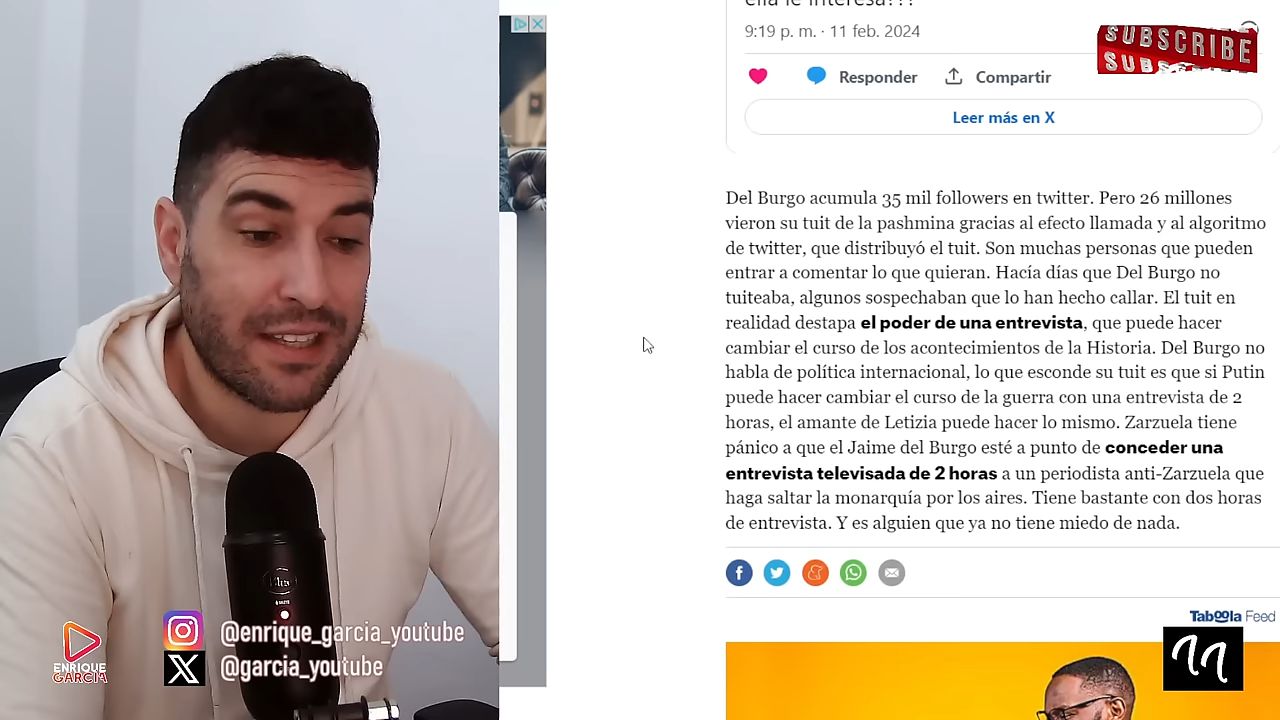 9:19 p. m. · 11 feb. 2024
SUBSCRIBE
Responder
Compartir
Leer más en X
Del Burgo acumula 35 mil followers en twitter. Pero 26 millones
vieron su tuit de la pashmina gracias al efecto llamada y al algoritmo
de twitter, que distribuyó el tuit. Son muchas personas que pueden
entrar a comentar lo que quieran. Hacía días que Del Burgo no
tuiteaba, algunos sospechaban que lo han hecho callar. El tuit en
realidad destapa el poder de una entrevista, que puede hacer
cambiar el curso de los acontecimientos de la Historia. Del Burgo no
habla de política internacional, lo que esconde su tuit es que si Putin
puede hacer cambiar el curso de la guerra con una entrevista de 2
horas, el amante de Letizia puede hacer lo mismo. Zarzuela tiene
pánico a que el Jaime del Burgo esté a punto de conceder una
entrevista televisada de 2 horas a un periodista anti-Zarzuela que
haga saltar la monarquía por los aires. Tiene bastante con dos horas
de entrevista. Y es alguien que ya no tiene miedo de nada.
Taboola Feed
ENRIQUE
GARCIA
@enrique_garcia_youtube
@garcia_youtube